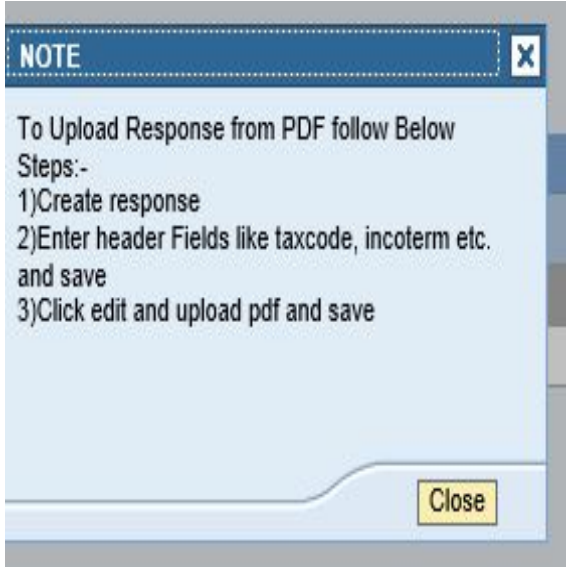 NOTE
To Upload Response from PDF follow Below
Steps:-
1)Create response
2)Enter header Fields like taxcode, incoterm etc.
and save
3)Click edit and upload pdf and save
Close